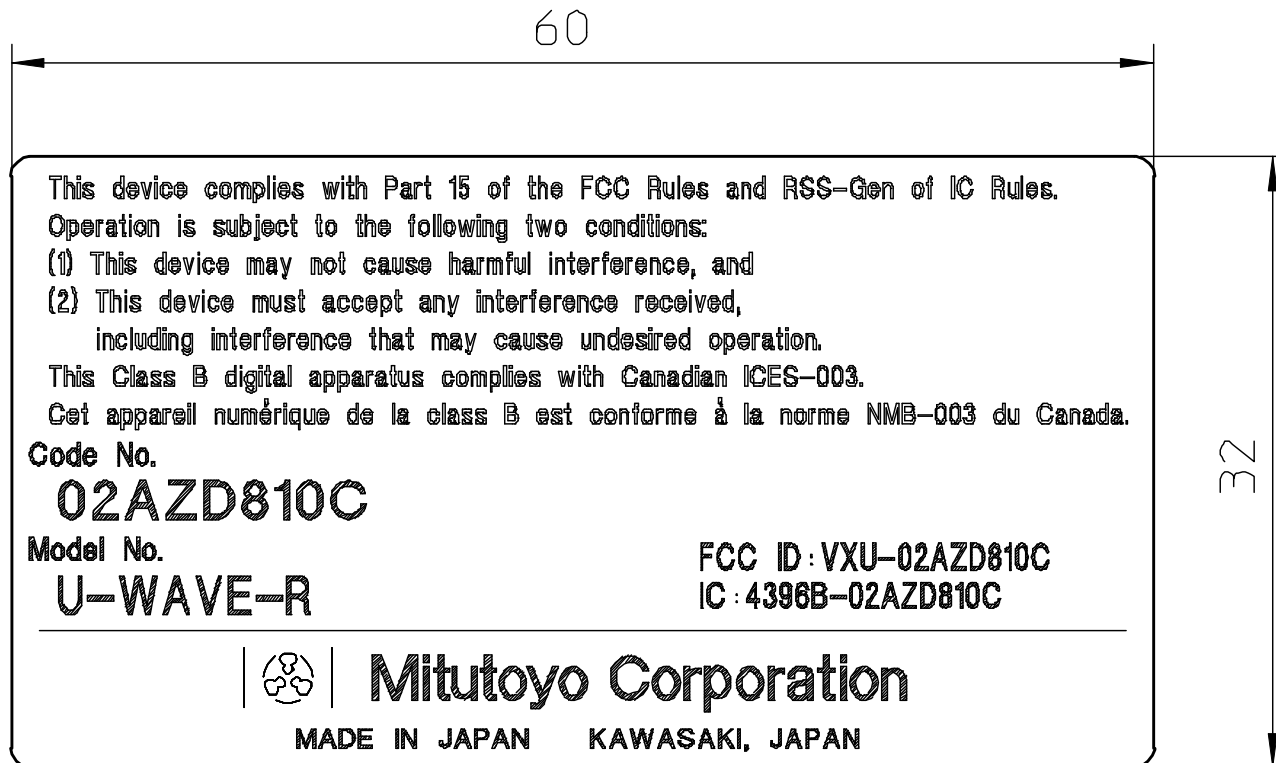 60
This device complies with Part 15 of the FCC Rules and RSS-Gen of IC Rules.
Operation is subject to the following two conditions:
(1) This device may not cause harmful interference, and
(2) This device must accept any interference received,
including interference that may cause undesired operation.
This Class B digital apparatus complies with Canadian ICES-003.
Cet appareil numérique de la class B est conforme à la norme NMB-003 du Canada.
32
Code No.
02AZD810C
Model No.
U-WAVE-R
FCC ID:VXU-02AZD810C
IC:4396B-02AZD810C
Mitutoyo Corporation
MADE IN JAPAN KAWASAKI, JAPAN